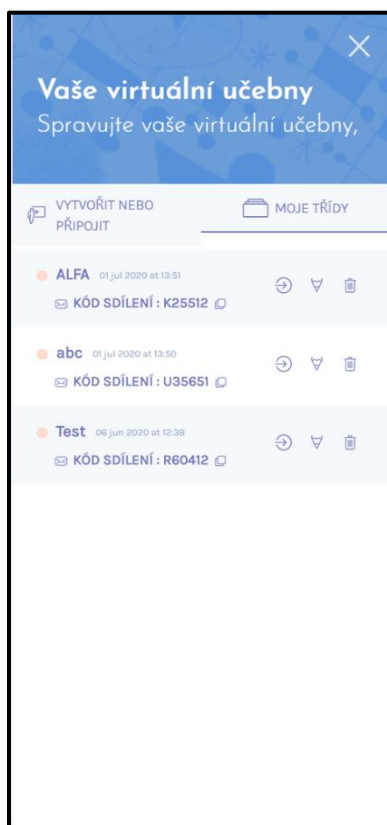 Vaše virtuální učebny
Spravujte vaše virtuální učebny,
VYTVOŘIT NEBO
PŘIPOJIT
MOJE TŘÍDY
ALFA 01 jul 2020 at 13:51
KÓD SDÍLENÍ : K25512
abc 01 jul 2020 at 13:50
KÓD SDÍLENÍ : U35651
Test 06 jun 2020 at 12:38
KÓD SDÍLENÍ : R60412